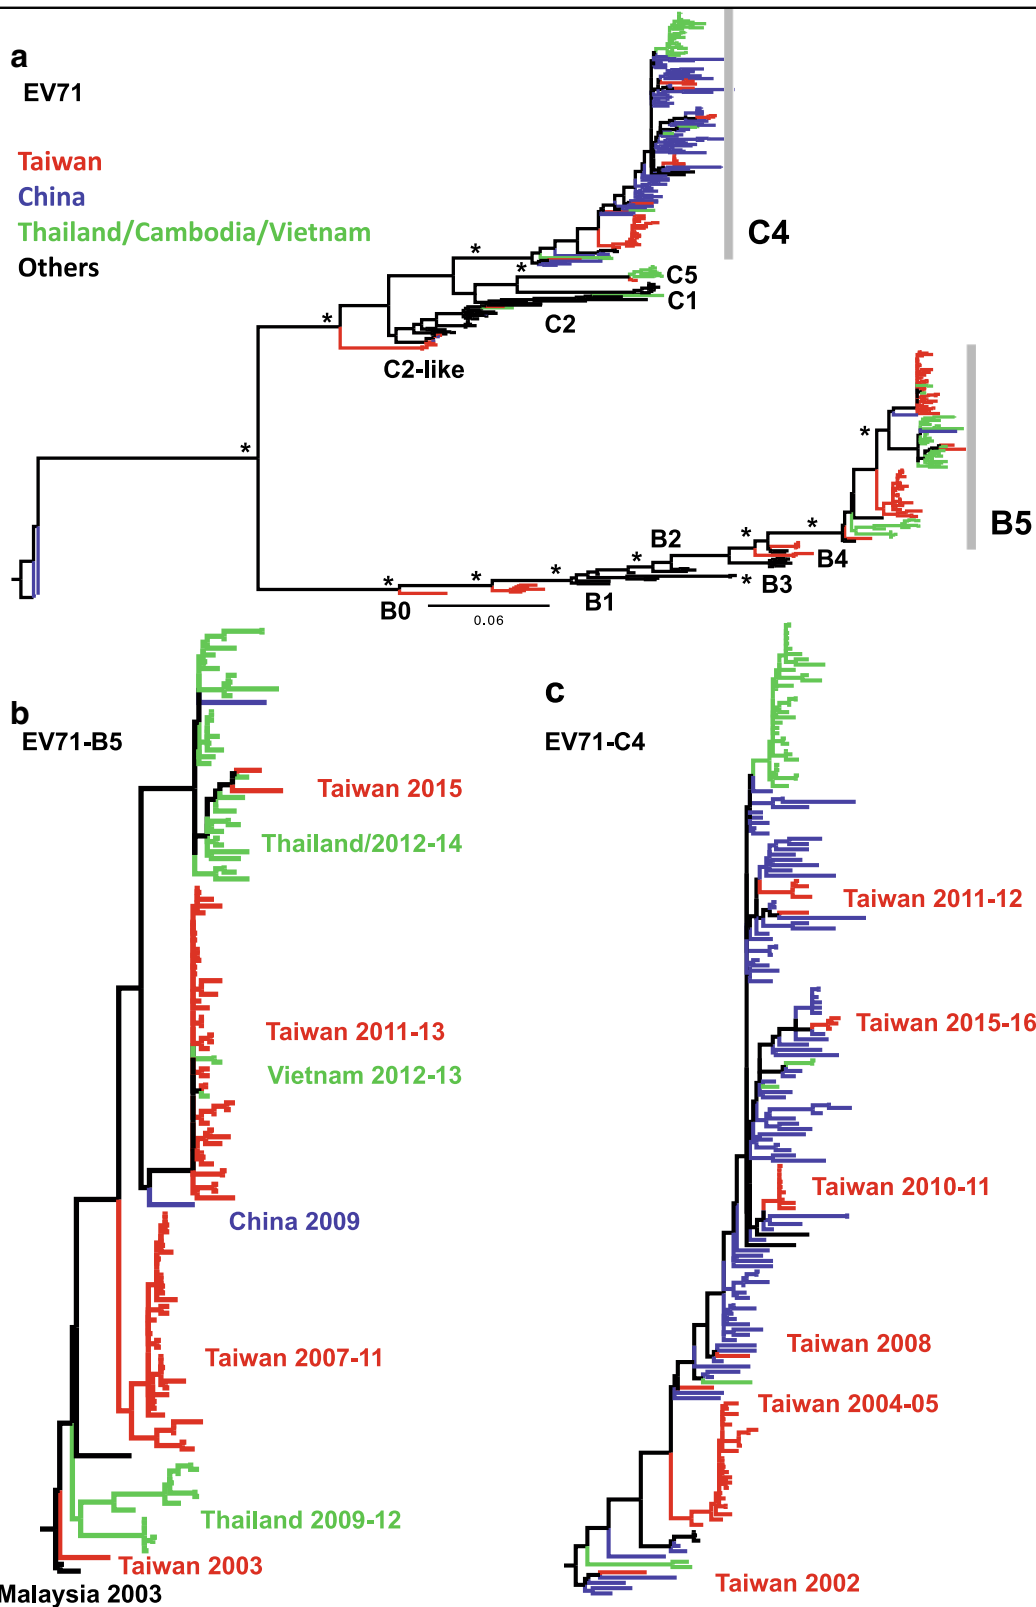 a
EV71
Taiwan
China
Thailand/Cambodia/Vietnam
Others
C4
*
*
C5
C1
*
C2
C2-like
*
*
B5
*
*
B2
*
B4
*
*
*
B3
*
B1
B0
0.06
b
EV71-B5
Taiwan 2015
Thailand/2012-14
Taiwan 2011-13
Vietnam 2012-13
China 2009
Taiwan 2007-11
Thailand 2009-12
Taiwan 2003
Malaysia 2003
c
EV71-C4
Taiwan 2011-12
Taiwan 2015-16
Taiwan 2010-11
Taiwan 2008
Taiwan 2004-05
Taiwan 2002